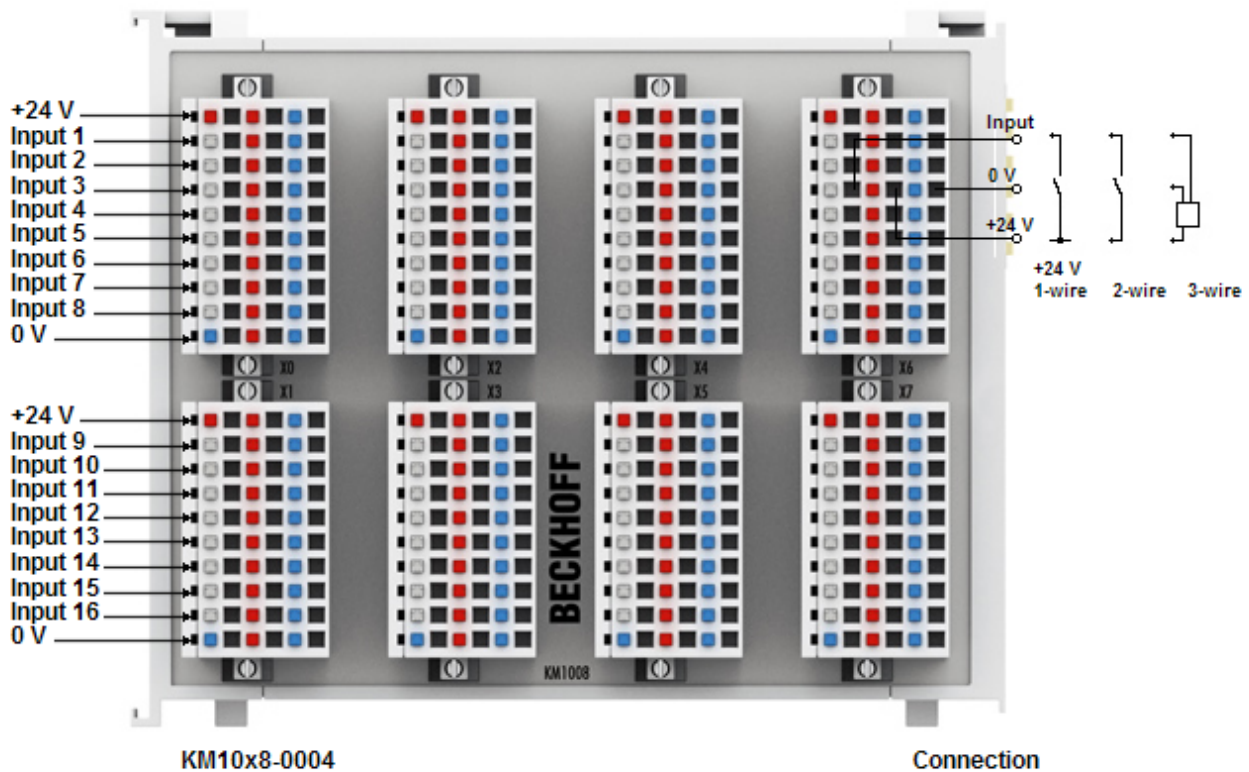 +24 V
Input 1
Input 2
Input 3
Input 4
Input 5
Input 6
Input 7
Input 8
0 V
Input
0 V
+24 V
+24 V
1-wire 2-wire 3-wire
X0 X2 X4 X6
X1 X3 X5 X7
+24 V
Input 9
Input 10
Input 11
Input 12
Input 13
Input 14
Input 15
Input 16
0 V
BECKHOFF
KM1008
KM10x8-0004 Connection